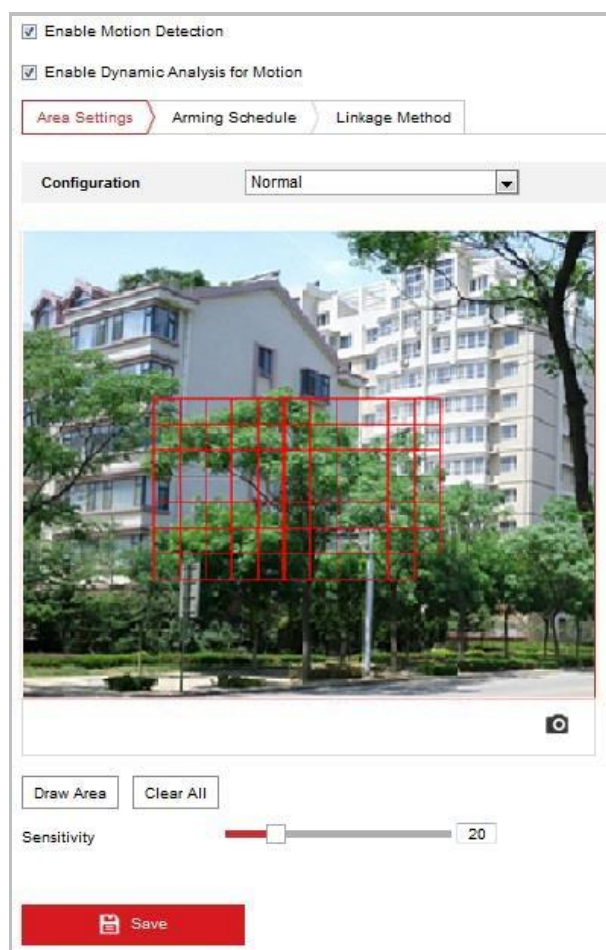 Enable Motion Detection
Enable Dynamic Analysis for Motion
Area Settings Arming Schedule Linkage Method
Configuration Normal
Draw Area Clear All
Sensitivity 20
Save